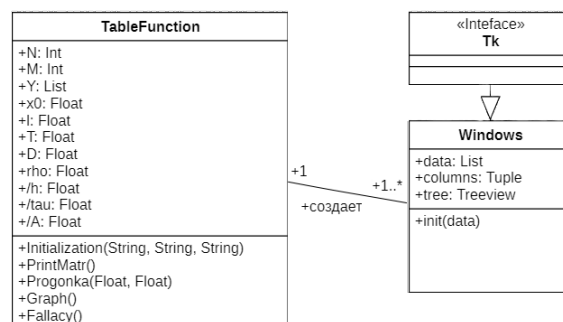 TableFunction
+N: Int
+M: Int
+Y: List
+x0: Float
+l: Float
+T: Float
+D: Float
+rho: Float
+/h: Float
+/tau: Float
+/A: Float
+Initialization(String, String, String)
+PrintMatr()
+Progonka(Float, Float)
+Graph()
+Fallacy()
+1
+1..*
+создает
«Inteface»
Tk
Windows
+data: List
+columns: Tuple
+tree: Treeview
+init(data)